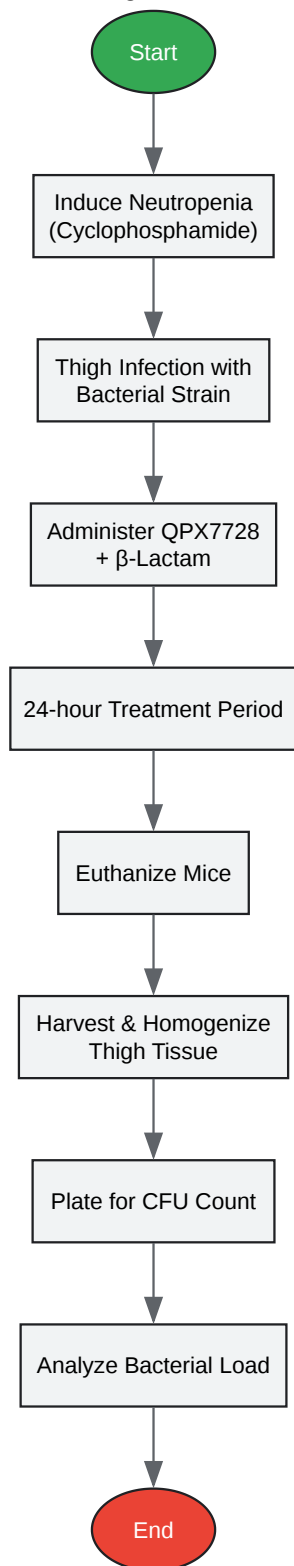 Start
Induce Neutropenia
(Cyclophosphamide)
Thigh Infection with
Bacterial Strain
Administer QPX7728
+ β-Lactam
24-hour Treatment Period
Euthanize Mice
Harvest & Homogenize
Thigh Tissue
Plate for CFU Count
Analyze Bacterial Load
End